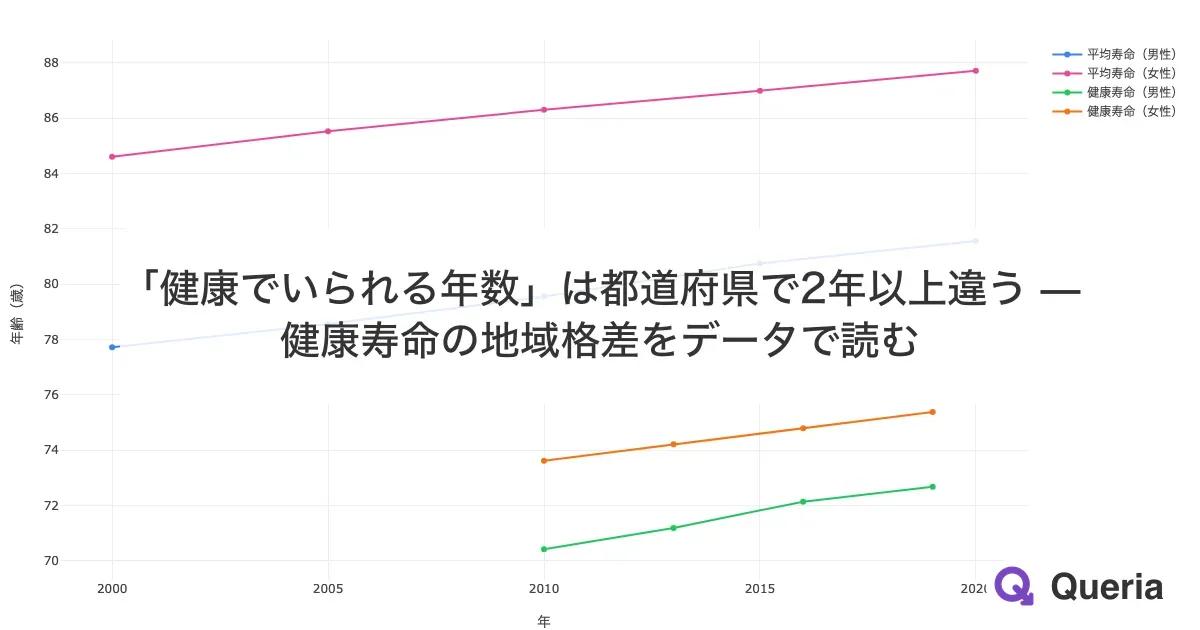 88
平均寿命（男性）
平均寿命（女性）
健康寿命（男性）
健康寿命（女性）
86
84
82
80
78
76
74
72
70
年齢（歳）
「健康でいられる年数」は都道府県で2年以上違う —
健康寿命の地域格差をデータで読む
2000
2005
2010
2015
2020
年
Queria